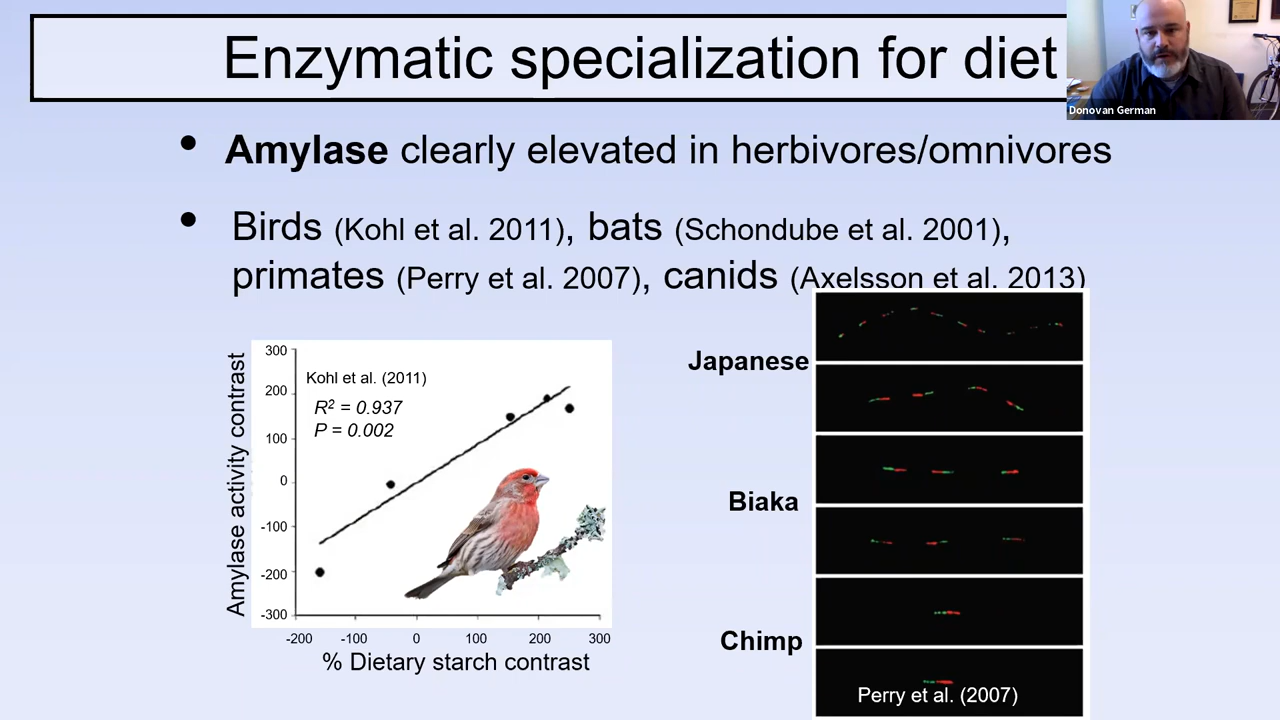 Enzymatic specialization for diet
Donovan German
• Amylase clearly elevated in herbivores/omnivores
• Birds (Kohl et al. 2011), bats (Schondube et al. 2001),
primates (Perry et al. 2007), canids (Axelsson et al. 2013)
Amylase activity contrast
300
200
100
0
-100
-200
-300
Kohl et al. (2011)
R² = 0.937
P = 0.002
-200 -100 0 100 200 300
% Dietary starch contrast
Japanese
Biaka
Chimp
Perry et al. (2007)